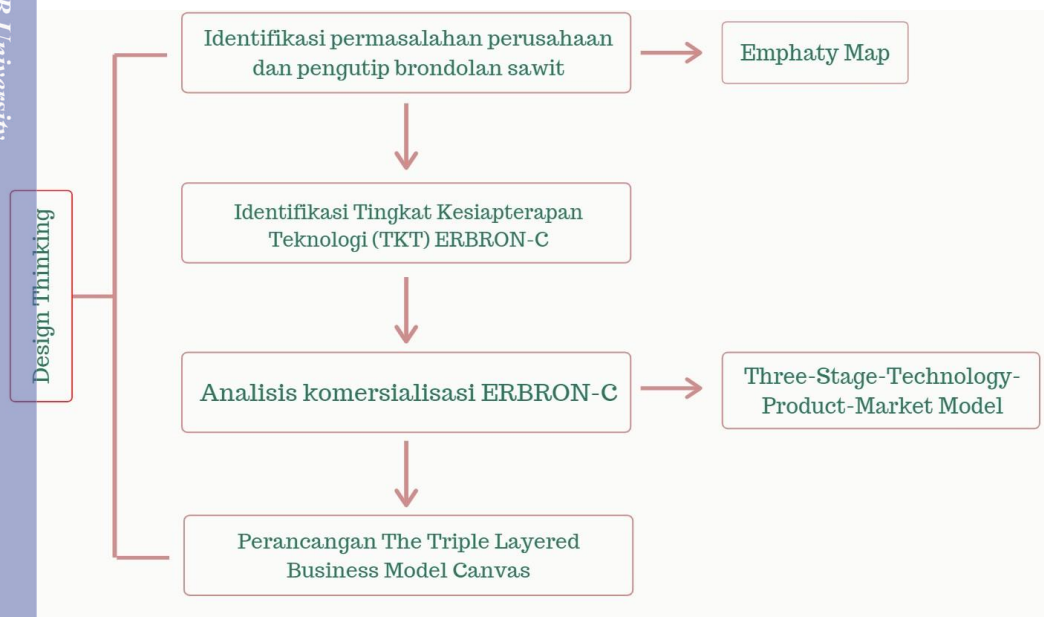 Identifikasi permasalahan perusahaan
dan pengutip brondolan sawit
Emphaty Map
Identifikasi Tingkat Kesiapterapan
Teknologi (TKT) ERBRON-C
Design Thinking
Analisis komersialisasi ERBRON-C
Three-Stage-Technology-
Product-Market Model
Perancangan The Triple Layered
Business Model Canvas
University